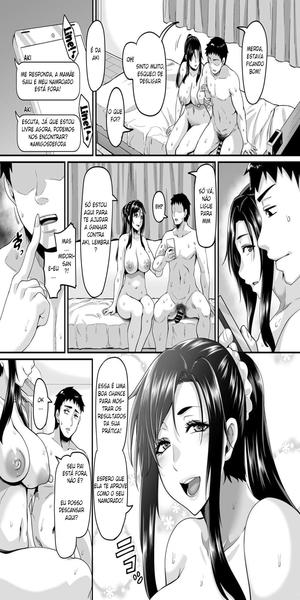 Line!
AKI
ME RESPONDA, A MAMÃE
SAIU E MEU NAMORADO
ESTÁ FORA!
Line!
AKI
ESCUTA, JÁ QUE ESTOU
LIVRE AGORA, PODEMOS
NOS ENCONTRAR?
É DA
AKI
OH!
SINTO MUITO,
ESQUECI DE
DESLIGAR
MERDA,
ESTAVA
FICANDO
BOM!
O QUE
FOI?
SÓ VÁ,
NÃO
LIGUE PARA
MIM
EH?
SÓ ESTOU
AQUI PARA
TE AJUDAR
A GANHAR
CONTRA
AKI, LEMBRA
?
MAS
...
MIDORI-
SAN
?!
E-EU
...
ESSA É UMA
BOA CHANCE
PARA MOS-
TRAR OS
RESULTADOS
DA SUA
PRÁTICA!
OK
...
SEU PAI
ESTÁ FORA, NÃO
É?
EU
POSSO
DESCANSAR
AQUI?
ESPERO QUE
ELA TE APROVE
COMO O SEU
NAMORADO!